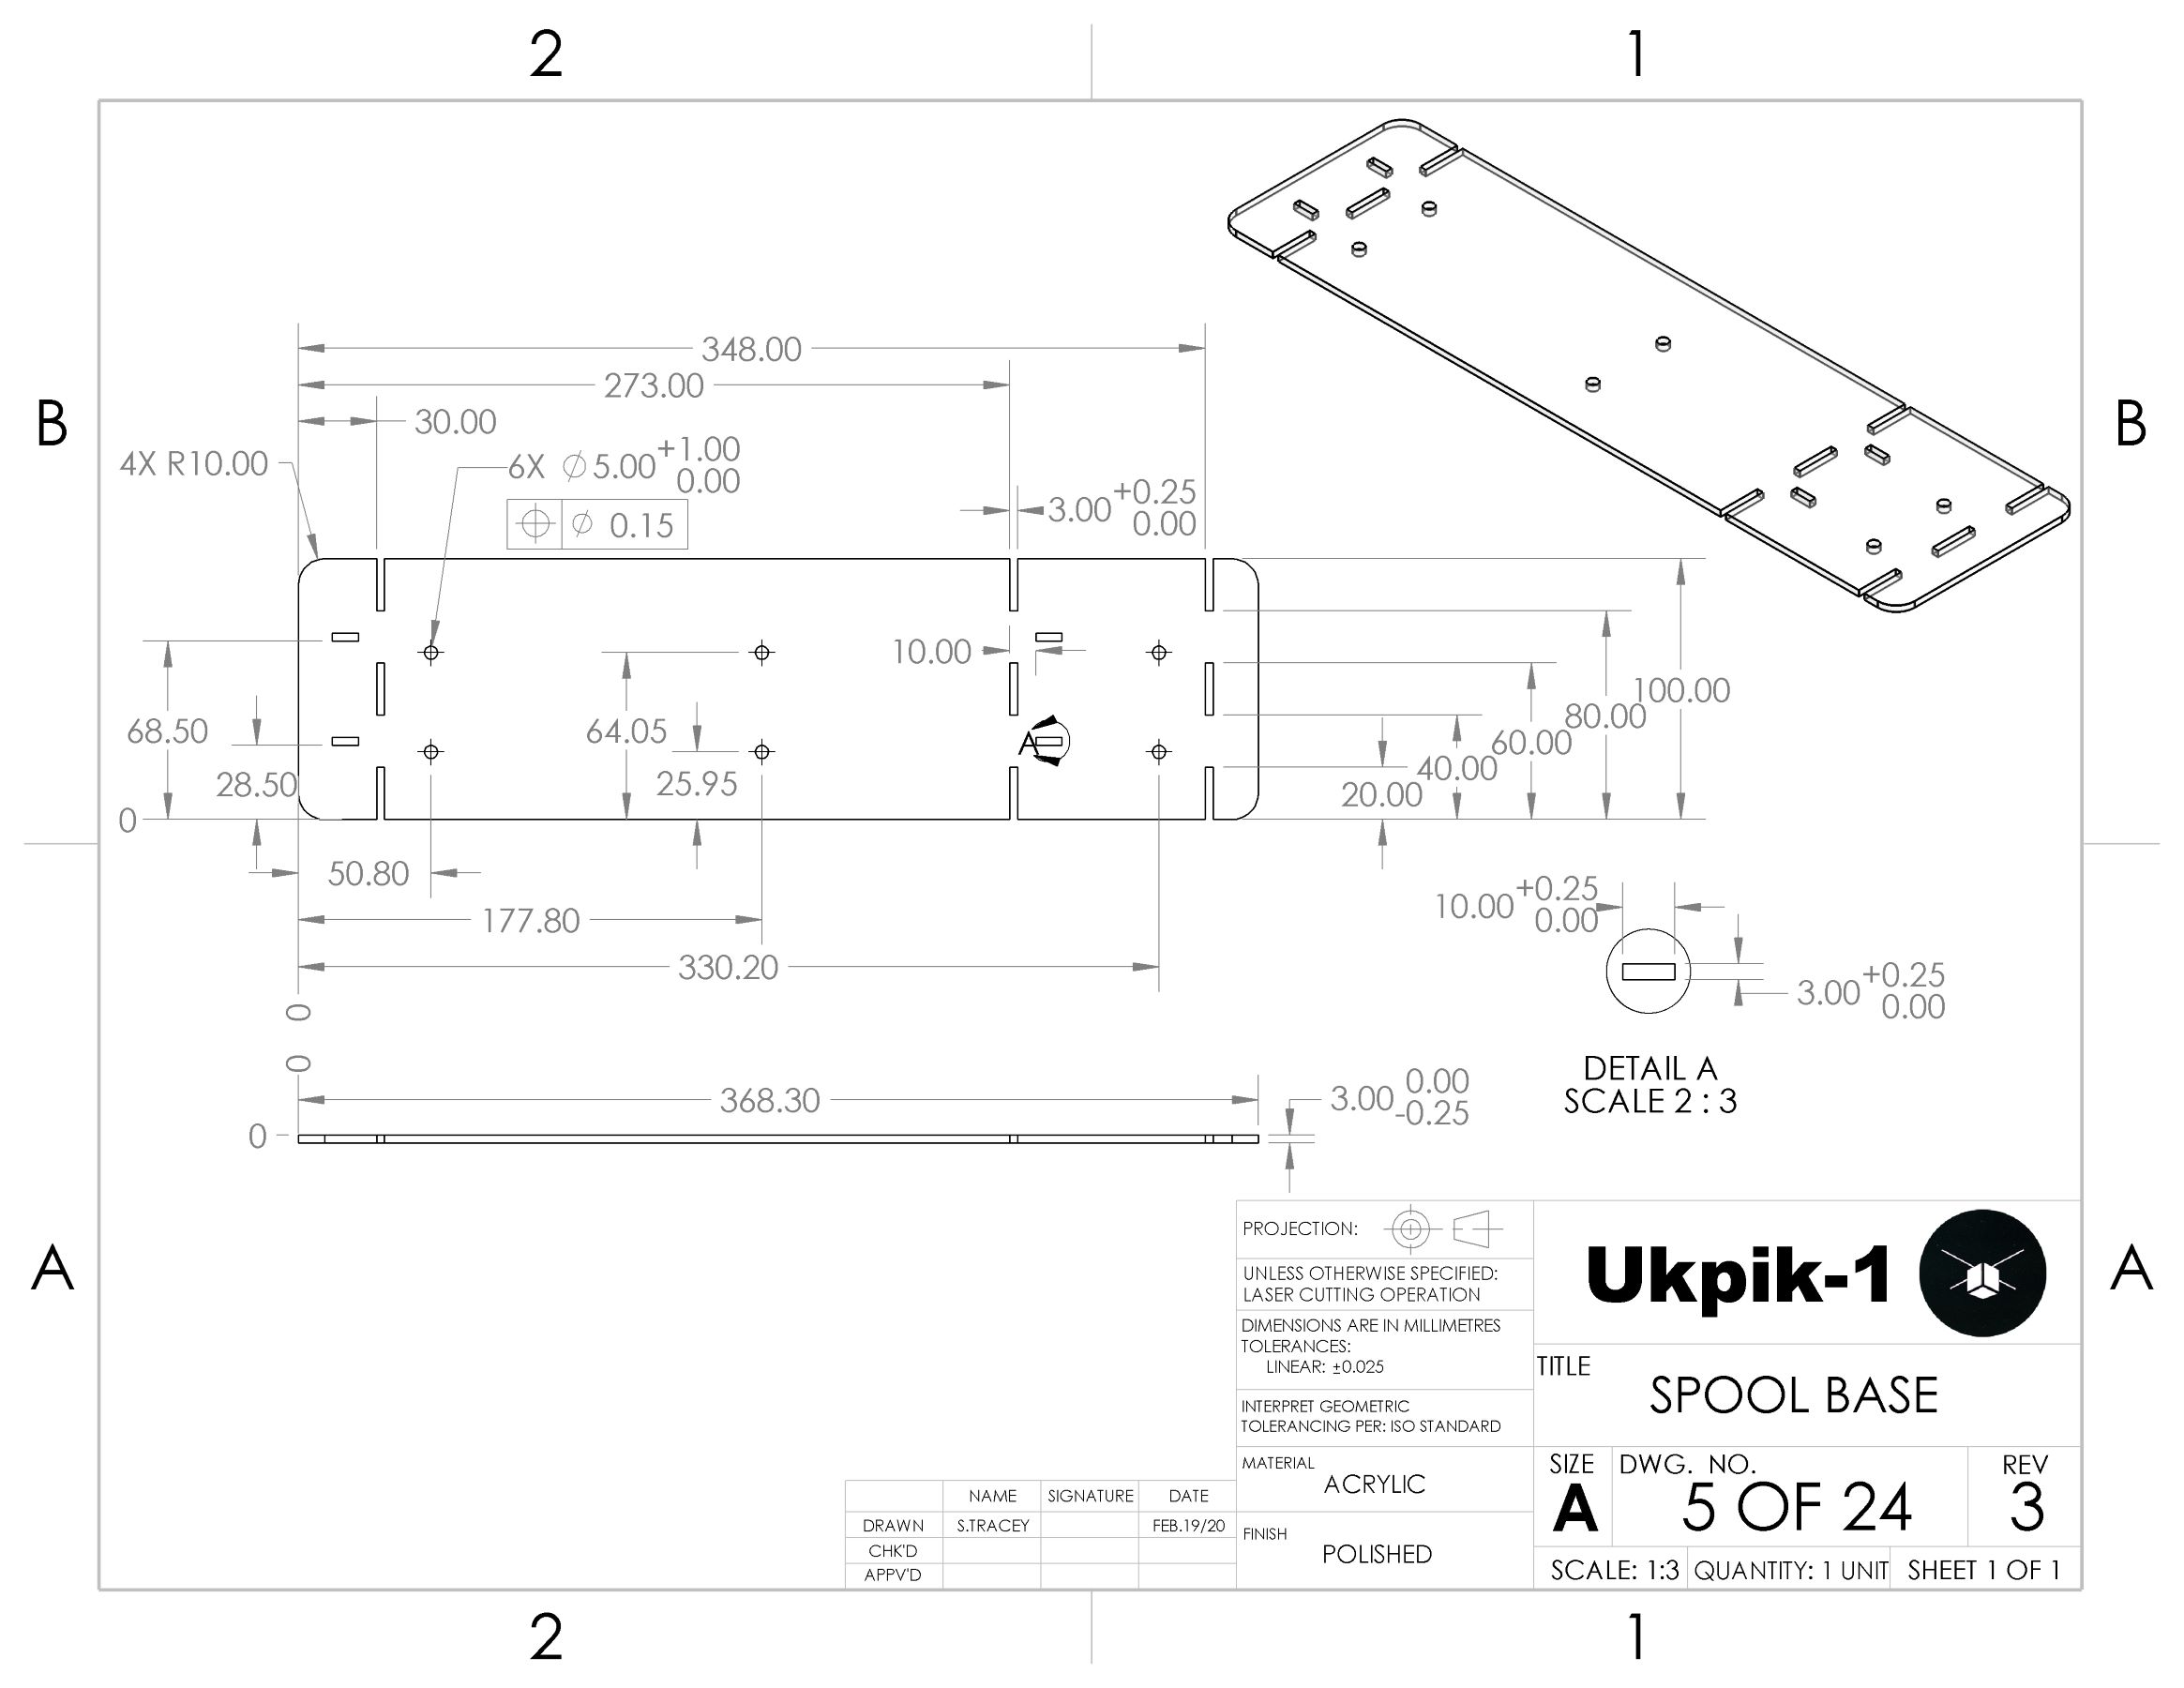 2
1
348.00
273.00
30.00
4X R10.00
6X ⌀5.00 +1.00 0.00
⌖ ⌀ 0.15
3.00 +0.25 0.00
B
B
10.00
68.50
28.50
0
64.05
25.95
A
100.00
80.00
60.00
40.00
20.00
50.80
177.80
330.20
0
0
10.00 +0.25 0.00
3.00 +0.25 0.00
DETAIL A
SCALE 2 : 3
368.30
0
3.00 0.00 -0.25
A
A
PROJECTION:
UNLESS OTHERWISE SPECIFIED:
LASER CUTTING OPERATION
DIMENSIONS ARE IN MILLIMETRES
TOLERANCES:
LINEAR: ±0.025
INTERPRET GEOMETRIC
TOLERANCING PER: ISO STANDARD
MATERIAL
ACRYLIC
FINISH
POLISHED
Ukpik-1
TITLE
SPOOL BASE
SIZE
A
DWG. NO.
5 OF 24
REV
3
SCALE: 1:3
QUANTITY: 1 UNIT
SHEET 1 OF 1
NAME SIGNATURE DATE
DRAWN S.TRACEY FEB.19/20
CHK'D
APPV'D
2
1